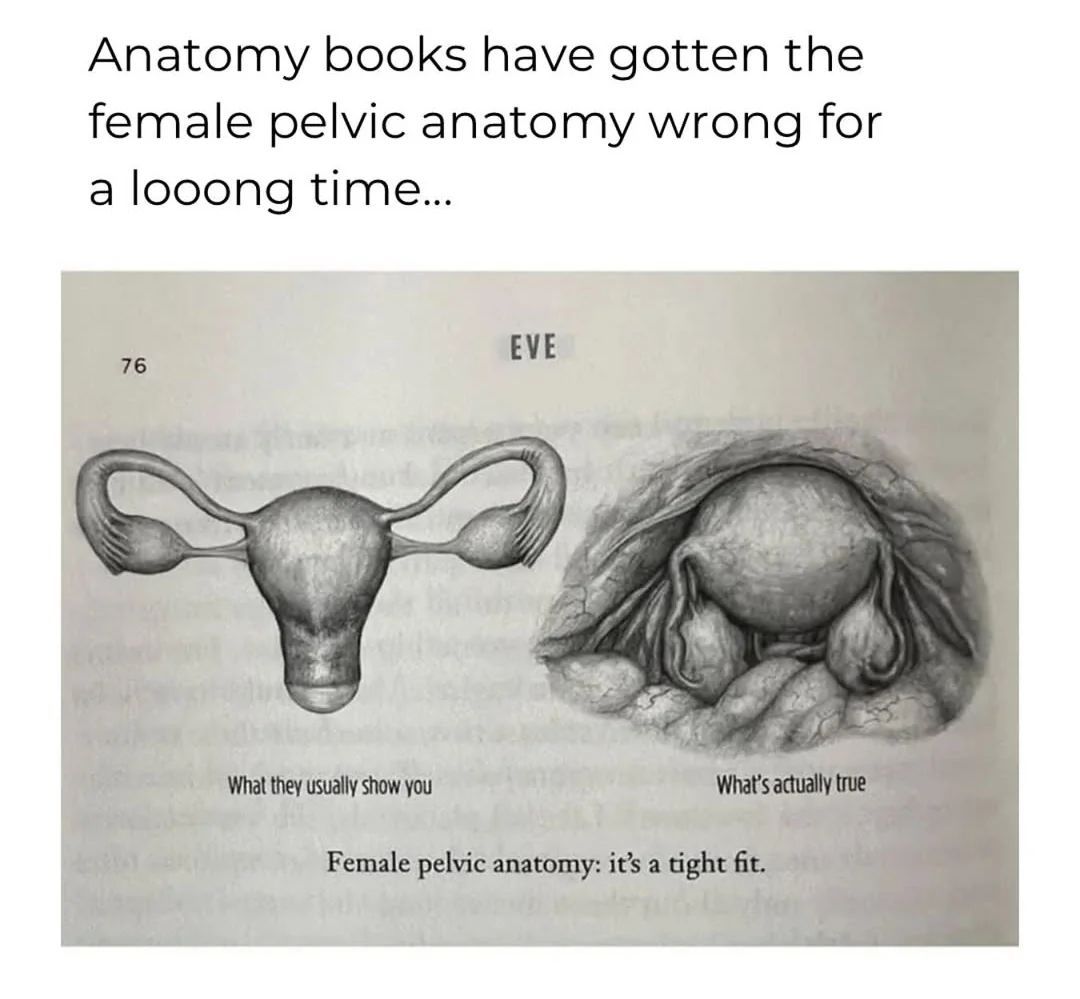 Anatomy books have gotten the
female pelvic anatomy wrong for
a looong time...
76
EVE
What they usually show you
What's actually true
Female pelvic anatomy: it's a tight fit.